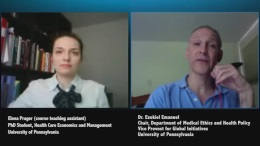 Elena Prager (course teaching assistant)
PhD Student, Health Care Economics and Management
University of Pennsylvania
Dr. Ezekiel Emanuel
Chair, Department of Medical Ethics and Health Policy
Vice Provost for Global Initiatives
University of Pennsylvania